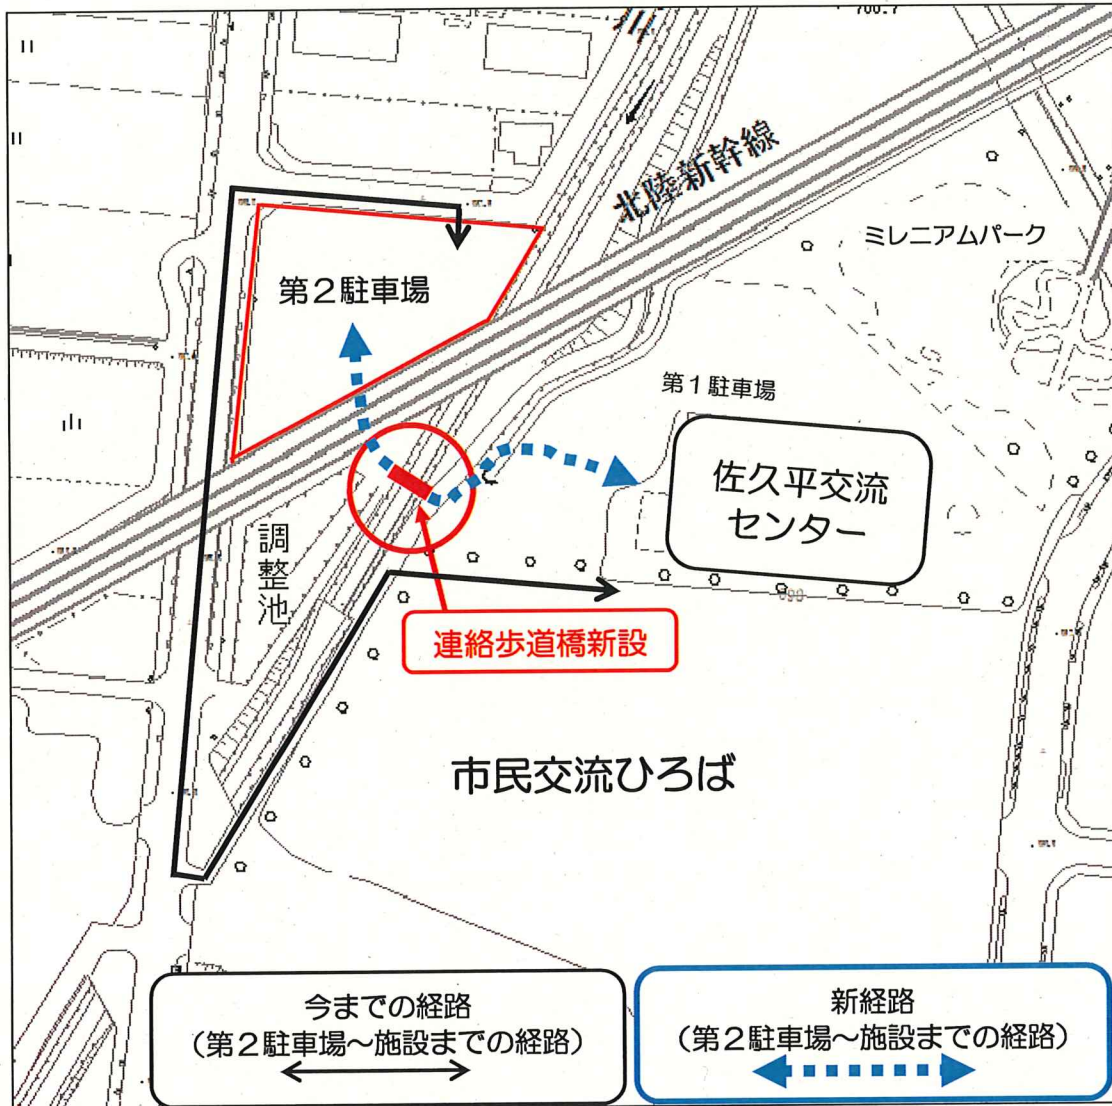 700.7
北陸新幹線
ミレニアムパーク
第2駐車場
第1駐車場
佐久平交流
センター
調整池
連絡歩道橋新設
市民交流ひろば
今までの経路
（第2駐車場～施設までの経路）
新経路
（第2駐車場～施設までの経路）